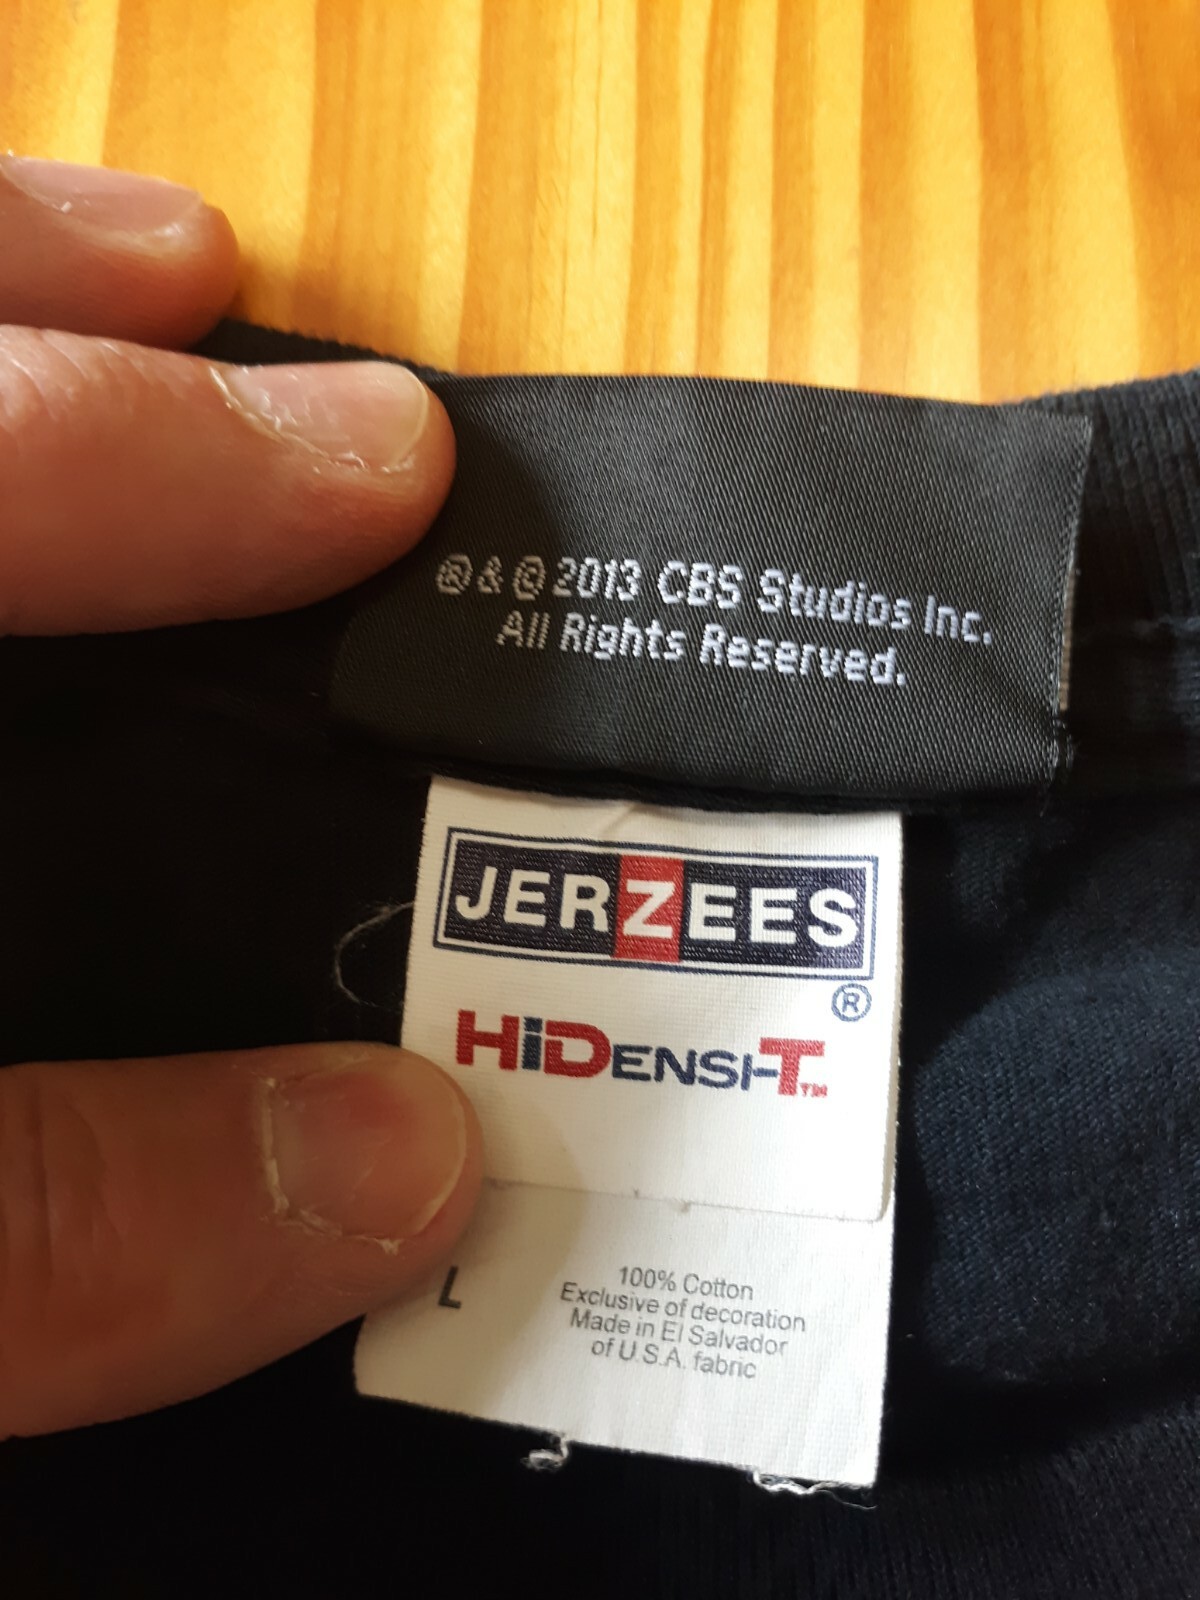 ® & © 2013 CBS Studios Inc.
All Rights Reserved.
JERZEES
®
HiDENSI-T™
L
100% Cotton
Exclusive of decoration
Made in El Salvador
of U.S.A. fabric